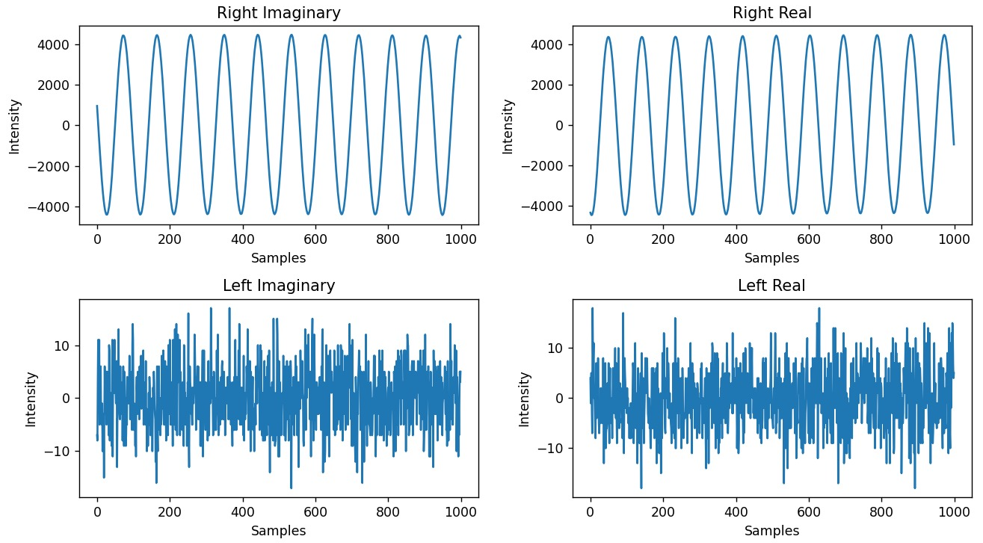 Right Imaginary
Intensity
4000
2000
0
−2000
−4000
0 200 400 600 800 1000
Samples
Right Real
Intensity
4000
2000
0
−2000
−4000
0 200 400 600 800 1000
Samples
Left Imaginary
Intensity
10
0
−10
0 200 400 600 800 1000
Samples
Left Real
Intensity
10
0
−10
0 200 400 600 800 1000
Samples